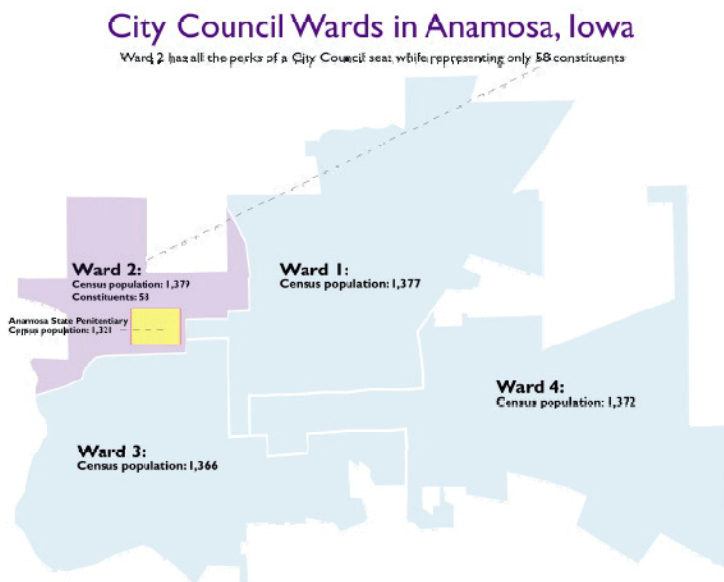 City Council Wards in Anamosa, Iowa
Ward 2 has all the perks of a City Council seat while representing only 58 constituents
Ward 2:
Census population: 1,379
Constituents: 58
Anamosa State Penitentiary
Census population: 1,321
Ward 1:
Census population: 1,377
Ward 4:
Census population: 1,372
Ward 3:
Census population: 1,366